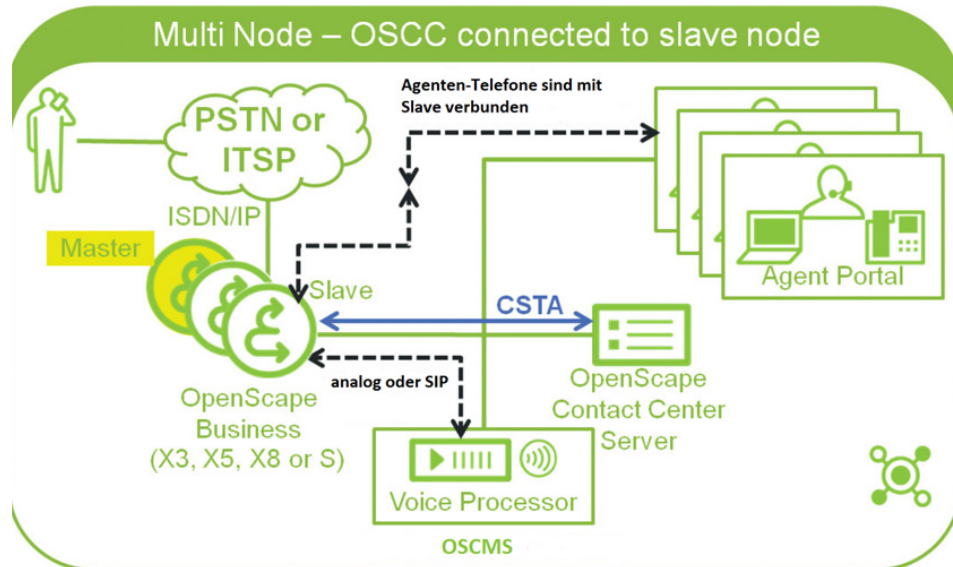 Multi Node – OSCC connected to slave node
Agenten-Telefone sind mit
Slave verbunden
PSTN or
ITSP
ISDN/IP
Master
Slave
CSTA
Agent Portal
analog oder SIP
OpenScape
Business
(X3, X5, X8 or S)
OpenScape
Contact Center
Server
Voice Processor
OSCMS